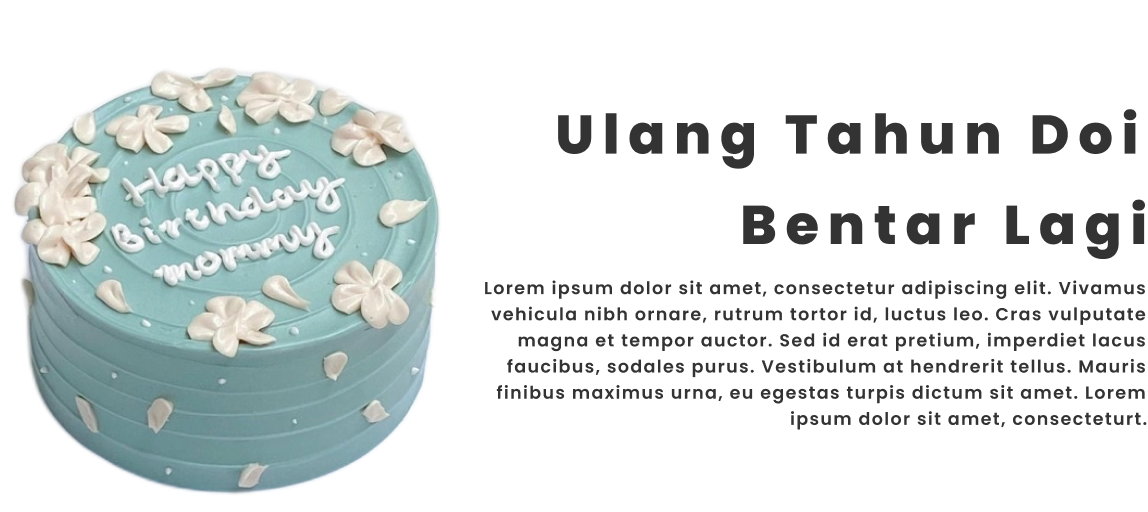 Happy
Birthday
mommy
Ulang Tahun Doi
Bentar Lagi
Lorem ipsum dolor sit amet, consectetur adipiscing elit. Vivamus
vehicula nibh ornare, rutrum tortor id, luctus leo. Cras vulputate
magna et tempor auctor. Sed id erat pretium, imperdiet lacus
faucibus, sodales purus. Vestibulum at hendrerit tellus. Mauris
finibus maximus urna, eu egestas turpis dictum sit amet. Lorem
ipsum dolor sit amet, consecteturt.